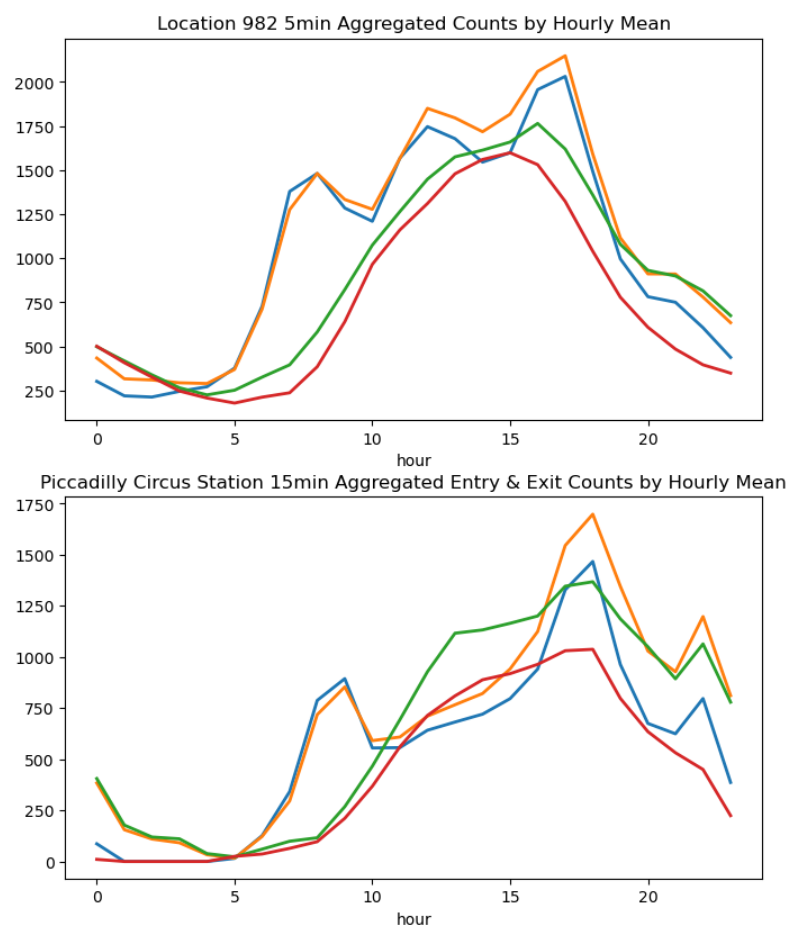 Location 982 5min Aggregated Counts by Hourly Mean
2000
1750
1500
1250
1000
750
500
250
0 5 10 15 20
hour
Piccadilly Circus Station 15min Aggregated Entry & Exit Counts by Hourly Mean
1750
1500
1250
1000
750
500
250
0
0 5 10 15 20
hour